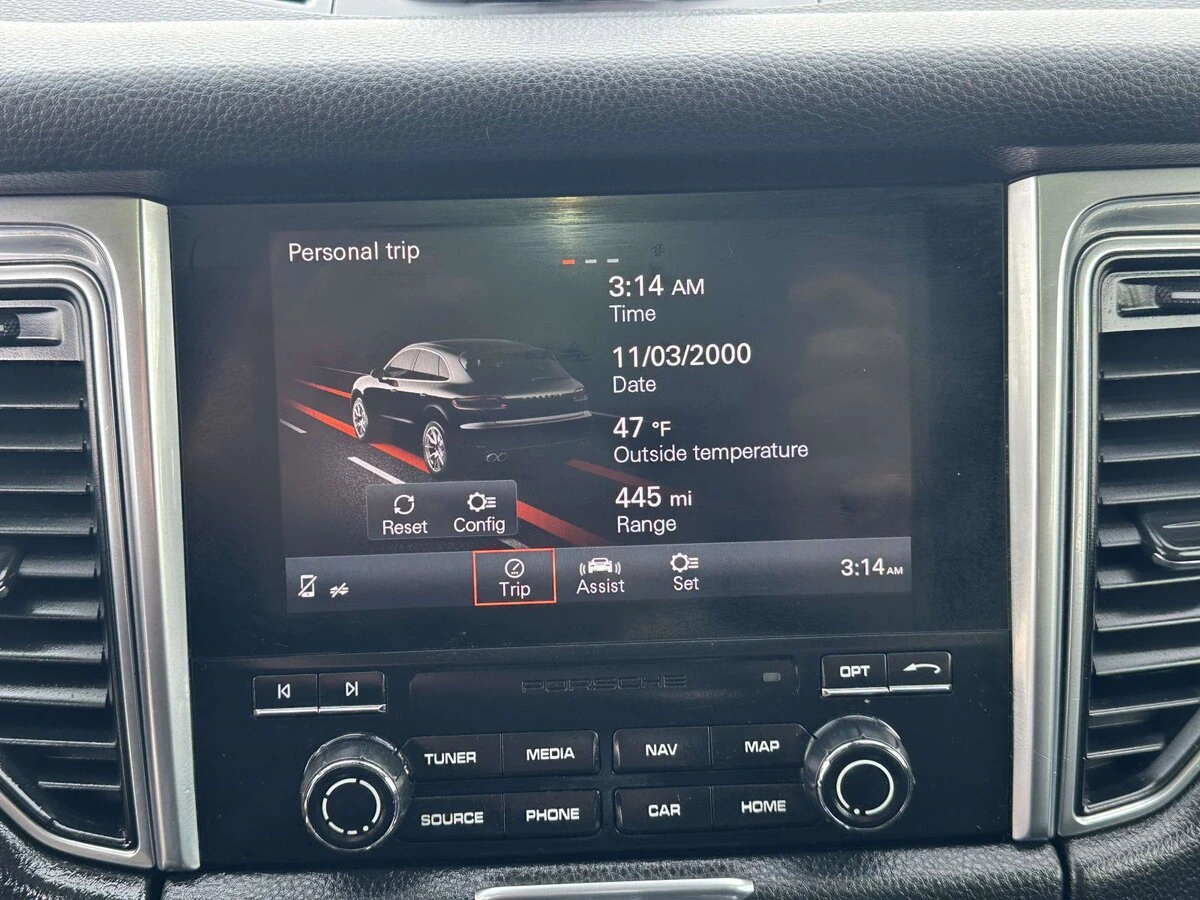 Personal trip
3:14 AM
Time
11/03/2000
Date
47 °F
Outside temperature
445 mi
Range
Reset Config
Trip Assist Set 3:14 AM
PORSCHE
OPT
TUNER MEDIA NAV MAP
SOURCE PHONE CAR HOME